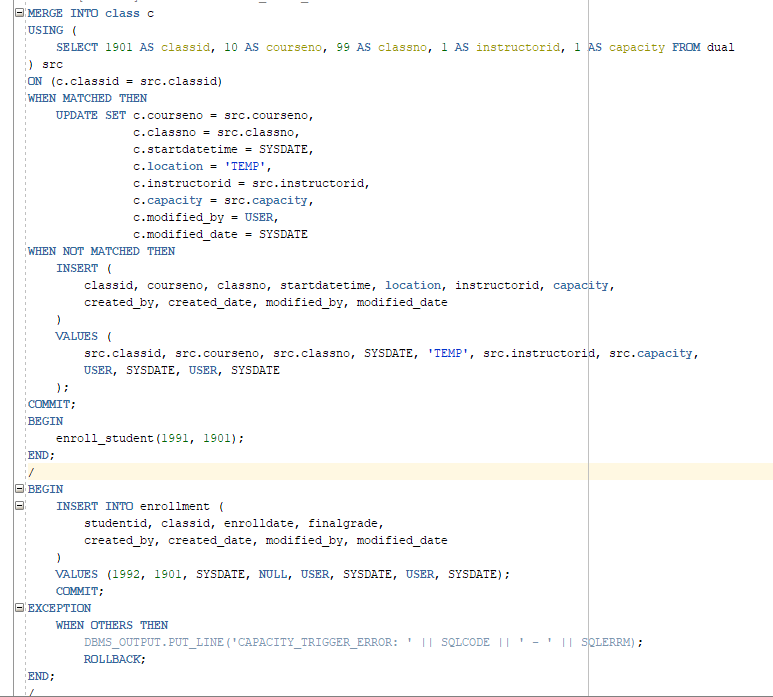 MERGE INTO class c
USING (
    SELECT 1901 AS classid, 10 AS courseno, 99 AS classno, 1 AS instructorid, 1 AS capacity FROM dual
) src
ON (c.classid = src.classid)
WHEN MATCHED THEN
    UPDATE SET c.courseno = src.courseno,
               c.classno = src.classno,
               c.startdatetime = SYSDATE,
               c.location = 'TEMP',
               c.instructorid = src.instructorid,
               c.capacity = src.capacity,
               c.modified_by = USER,
               c.modified_date = SYSDATE
WHEN NOT MATCHED THEN
    INSERT (
        classid, courseno, classno, startdatetime, location, instructorid, capacity,
        created_by, created_date, modified_by, modified_date
    )
    VALUES (
        src.classid, src.courseno, src.classno, SYSDATE, 'TEMP', src.instructorid, src.capacity,
        USER, SYSDATE, USER, SYSDATE
    );
COMMIT;
BEGIN
    enroll_student(1991, 1901);
END;
/
BEGIN
    INSERT INTO enrollment (
        studentid, classid, enrolldate, finalgrade,
        created_by, created_date, modified_by, modified_date
    )
    VALUES (1992, 1901, SYSDATE, NULL, USER, SYSDATE, USER, SYSDATE);
    COMMIT;
EXCEPTION
    WHEN OTHERS THEN
        DBMS_OUTPUT.PUT_LINE('CAPACITY_TRIGGER_ERROR: ' || SQLCODE || ' - ' || SQLERRM);
        ROLLBACK;
END;
/